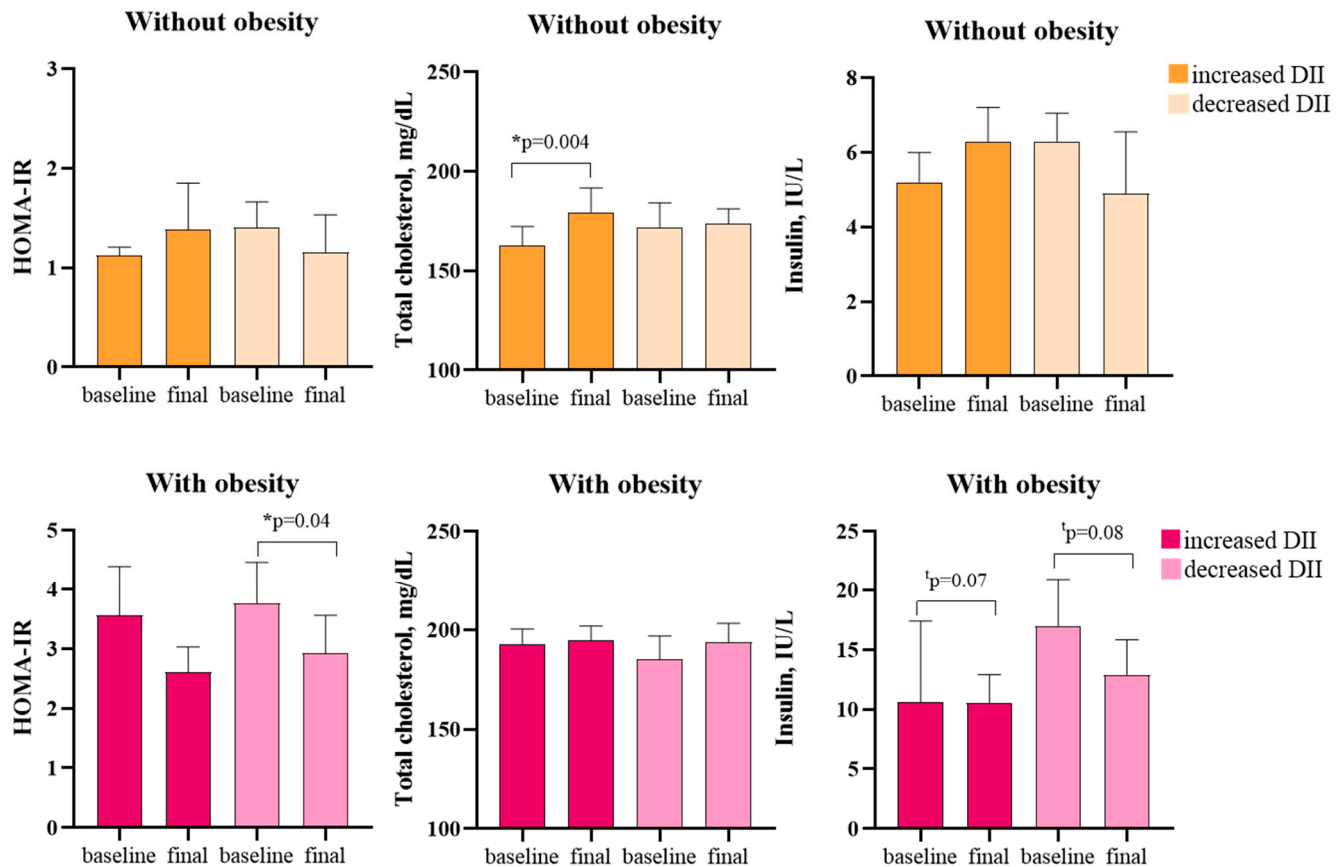 Without obesity
HOMA-IR
3
2
1
0
baseline final baseline final
Without obesity
Total cholesterol, mg/dL
250
200
150
100
*p=0.004
baseline final baseline final
Without obesity
Insulin, IU/L
8
6
4
2
0
baseline final baseline final
increased DII
decreased DII
With obesity
HOMA-IR
5
4
3
2
1
0
*p=0.04
baseline final baseline final
With obesity
Total cholesterol, mg/dL
250
200
150
100
baseline final baseline final
With obesity
Insulin, IU/L
25
20
15
10
5
0
ᵗp=0.07
ᵗp=0.08
baseline final baseline final
increased DII
decreased DII